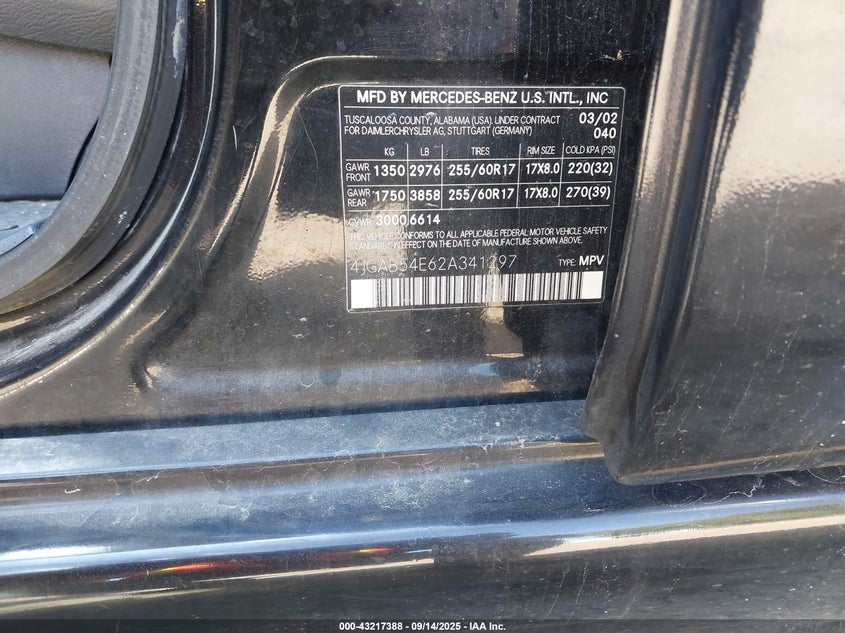 MFD BY MERCEDES-BENZ U.S. INTL., INC
TUSCALOOSA COUNTY, ALABAMA (USA). UNDER CONTRACT 03/02
FOR DAIMLERCHRYSLER AG, STUTTGART (GERMANY) 040
KG LB TIRES RIM SIZE COLD KPA (PSI)
GAWR FRONT 1350 2976 255/60R17 17X8.0 220(32)
GAWR REAR 1750 3858 255/60R17 17X8.0 270(39)
GVWR 3000 6614
THIS VEHICLE CONFORMS TO ALL APPLICABLE FEDERAL MOTOR VEHICLE SAFETY
STANDARDS IN EFFECT ON THE DATE OF MANUFACTURE SHOWN ABOVE.
4JGAB54E62A341297 TYPE: MPV
000-43217388 - 09/14/2025 - IAA Inc.